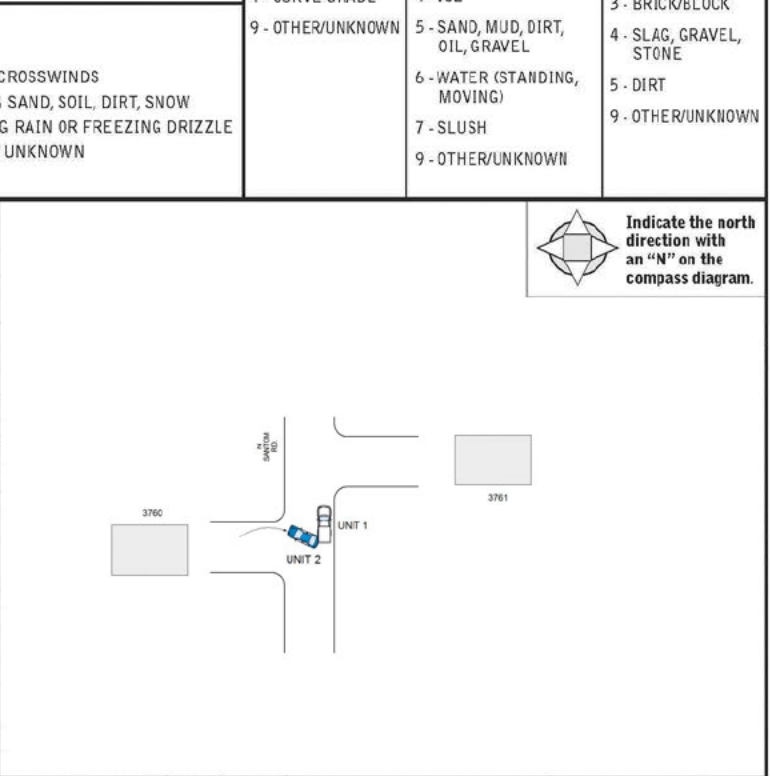 CROSSWINDS
SAND, SOIL, DIRT, SNOW
RAIN OR FREEZING DRIZZLE
UNKNOWN
9 - OTHER/UNKNOWN
5 - SAND, MUD, DIRT,
OIL, GRAVEL
6 - WATER (STANDING,
MOVING)
7 - SLUSH
9 - OTHER/UNKNOWN
3 - BRICK/BLOCK
4 - SLAG, GRAVEL,
STONE
5 - DIRT
9 - OTHER/UNKNOWN
Indicate the north
direction with
an “N” on the
compass diagram.
N
SANTOM
RD.
3761
3760
UNIT 1
UNIT 2